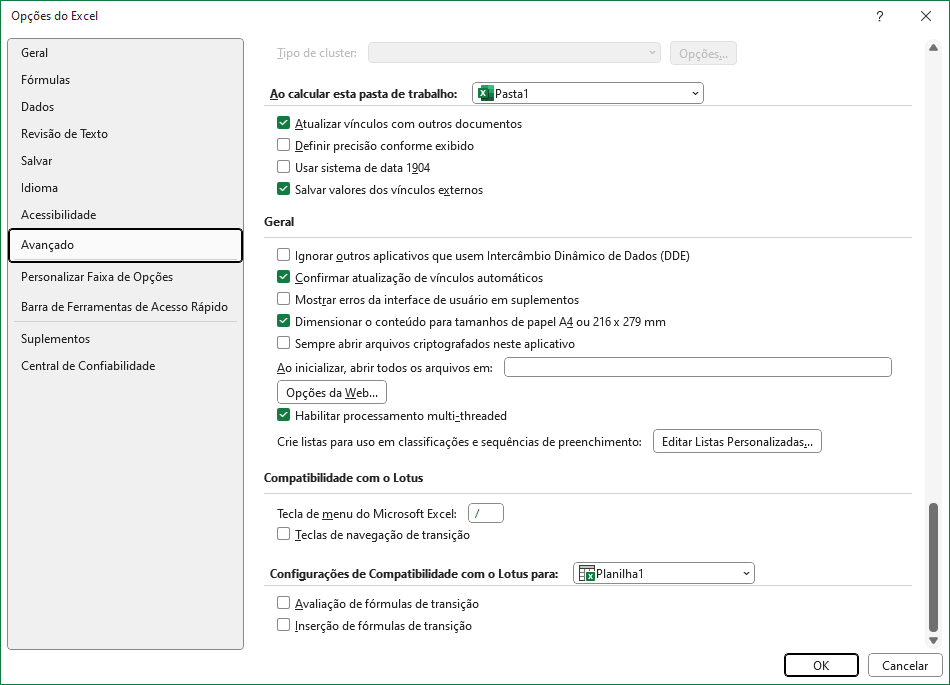 Opções do Excel
?
Geral
Fórmulas
Dados
Revisão de Texto
Salvar
Idioma
Acessibilidade
Avançado
Personalizar Faixa de Opções
Barra de Ferramentas de Acesso Rápido
Suplementos
Central de Confiabilidade
Tipo de cluster:
Opções...
Ao calcular esta pasta de trabalho:
Pasta1
Atualizar vínculos com outros documentos
Definir precisão conforme exibido
Usar sistema de data 1904
Salvar valores dos vínculos externos
Geral
Ignorar outros aplicativos que usem Intercâmbio Dinâmico de Dados (DDE)
Confirmar atualização de vínculos automáticos
Mostrar erros da interface de usuário em suplementos
Dimensionar o conteúdo para tamanhos de papel A4 ou 216 x 279 mm
Sempre abrir arquivos criptografados neste aplicativo
Ao inicializar, abrir todos os arquivos em:
Opções da Web...
Habilitar processamento multi-threaded
Crie listas para uso em classificações e sequências de preenchimento:
Editar Listas Personalizadas...
Compatibilidade com o Lotus
Tecla de menu do Microsoft Excel:
/
Teclas de navegação de transição
Configurações de Compatibilidade com o Lotus para:
Planilha1
Avaliação de fórmulas de transição
Inserção de fórmulas de transição
OK
Cancelar